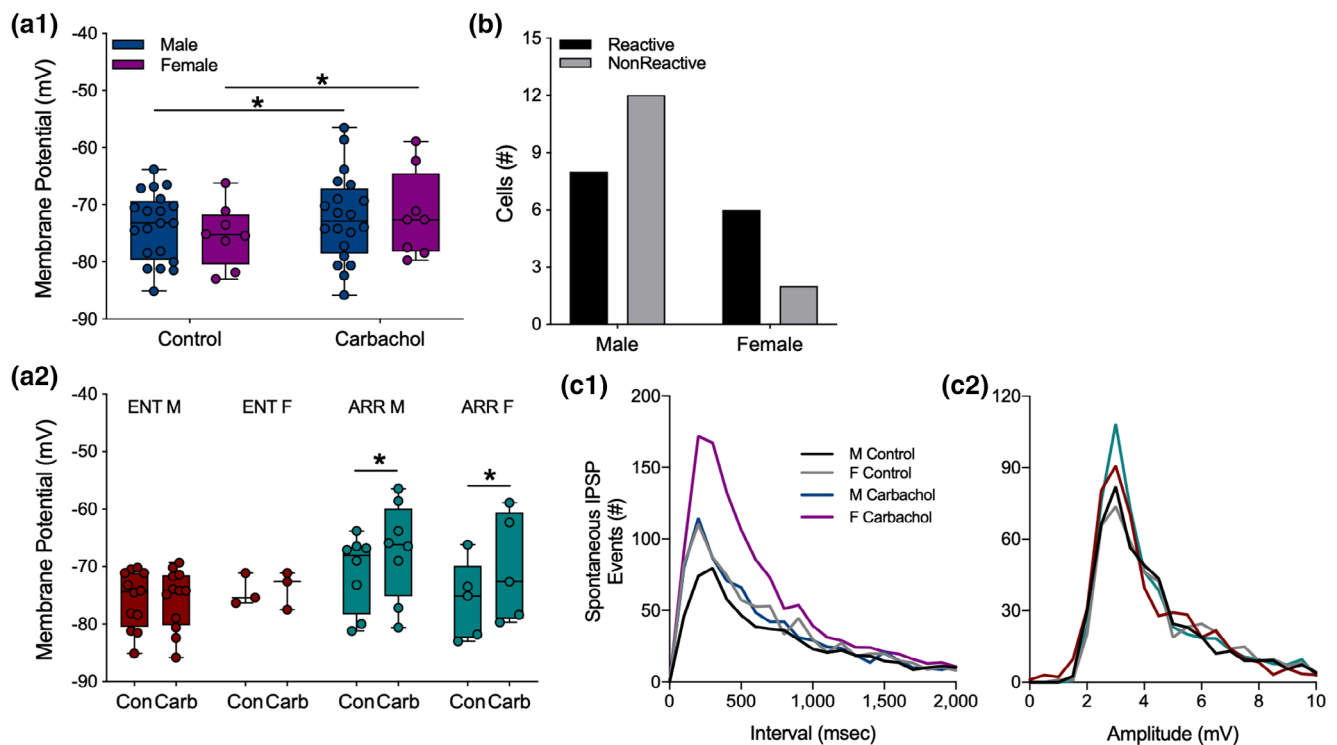 (a1)
Membrane Potential (mV)
-40
-50
-60
-70
-80
-90
Male
Female
*
*
Control
Carbachol
(b)
Cells (#)
15
12
9
6
3
0
Reactive
NonReactive
Male
Female
(a2)
Membrane Potential (mV)
-40
-50
-60
-70
-80
-90
ENT M
ENT F
ARR M
ARR F
*
*
Con Carb
Con Carb
Con Carb
Con Carb
(c1)
Spontaneous IPSP
Events (#)
200
150
100
50
0
M Control
F Control
M Carbachol
F Carbachol
0
500
1,000
1,500
2,000
Interval (msec)
(c2)
120
90
60
30
0
0
2
4
6
8
10
Amplitude (mV)